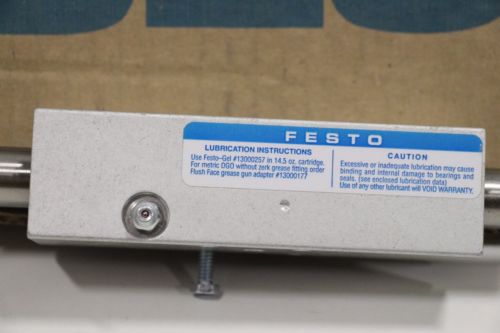 FESTO
LUBRICATION INSTRUCTIONS
Use Festo-Gel #13000257 in 14.5 oz. cartridge.
For metric DGO without zerk grease fitting order
Flush Face grease gun adapter #13000177
CAUTION
Excessive or inadequate lubrication may cause
binding and internal damage to bearings and
seals. (see enclosed lubrication data)
Use of any other lubricant will VOID WARRANTY.